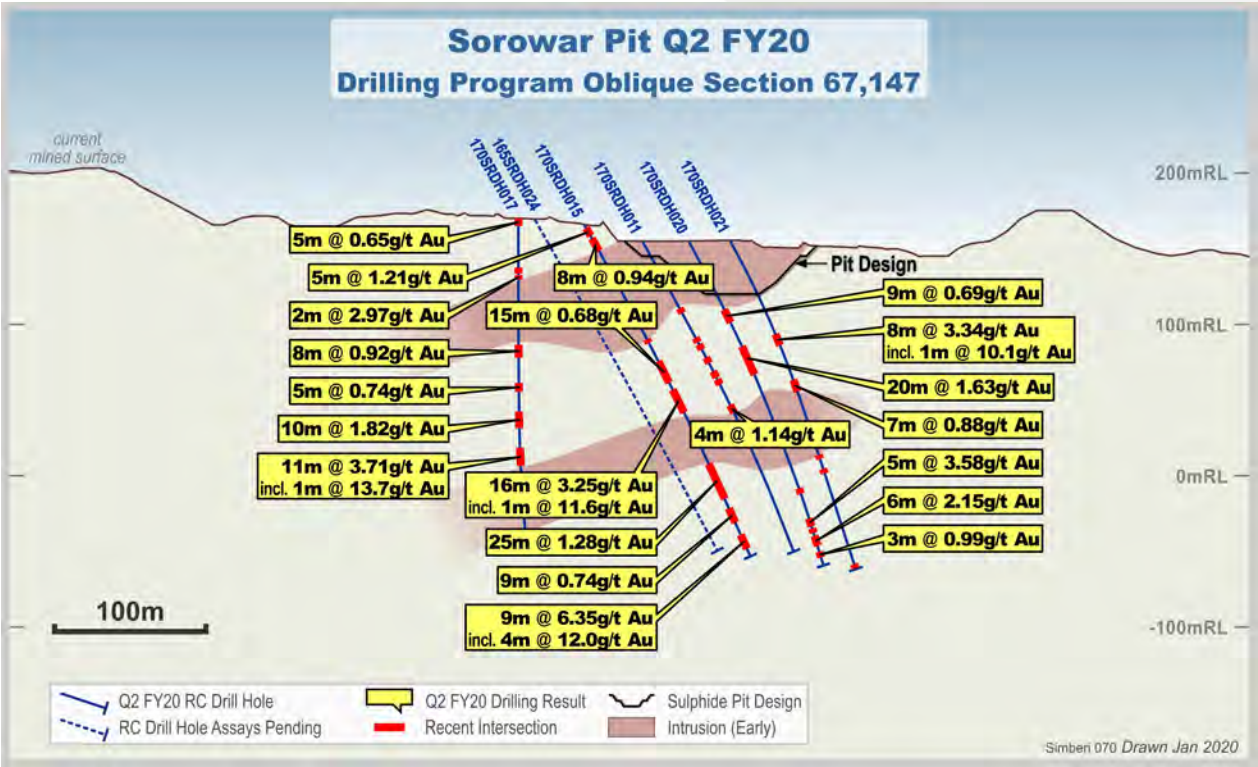 Sorowar Pit Q2 FY20
Drilling Program Oblique Section 67,147
current
mined surface
170SRDH017
165SRDH024
170SRDH015
170SRDH011
170SRDH020
170SRDH021
200mRL
100mRL
0mRL
-100mRL
Pit Design
5m @ 0.65g/t Au
5m @ 1.21g/t Au
2m @ 2.97g/t Au
8m @ 0.92g/t Au
5m @ 0.74g/t Au
10m @ 1.82g/t Au
11m @ 3.71g/t Au
incl. 1m @ 13.7g/t Au
8m @ 0.94g/t Au
15m @ 0.68g/t Au
4m @ 1.14g/t Au
16m @ 3.25g/t Au
incl. 1m @ 11.6g/t Au
25m @ 1.28g/t Au
9m @ 0.74g/t Au
9m @ 6.35g/t Au
incl. 4m @ 12.0g/t Au
9m @ 0.69g/t Au
8m @ 3.34g/t Au
incl. 1m @ 10.1g/t Au
20m @ 1.63g/t Au
7m @ 0.88g/t Au
5m @ 3.58g/t Au
6m @ 2.15g/t Au
3m @ 0.99g/t Au
100m
Q2 FY20 RC Drill Hole
RC Drill Hole Assays Pending
Q2 FY20 Drilling Result
Recent Intersection
Sulphide Pit Design
Intrusion (Early)
Simberi 070 Drawn Jan 2020